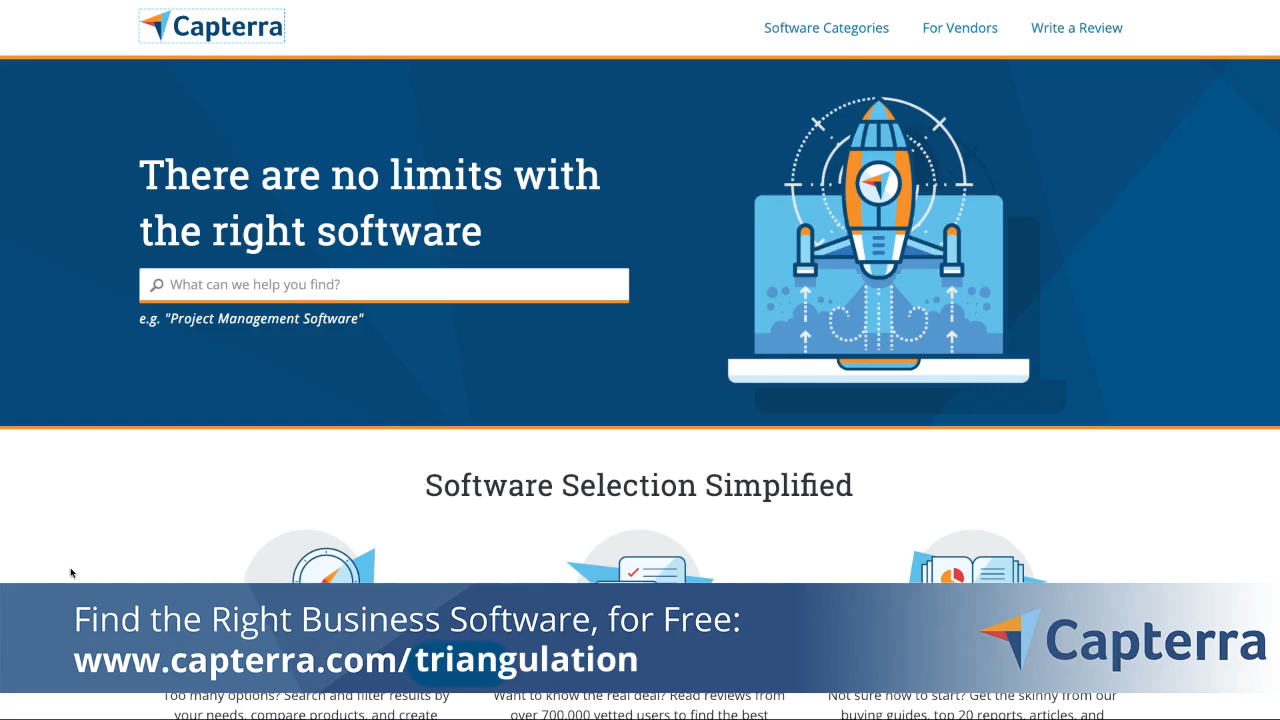 Capterra
Software Categories
For Vendors
Write a Review
There are no limits with
the right software
What can we help you find?
e.g. "Project Management Software"
Software Selection Simplified
Find the Right Business Software, for Free:
www.capterra.com/triangulation
Capterra
Too many options? Search and filter results by
your needs, compare products, and create
Want to know the real deal? Read reviews from
over 700,000 vetted users to find the best
Not sure how to start? Get the skinny from our
buying guides, top 20 reports, articles, and